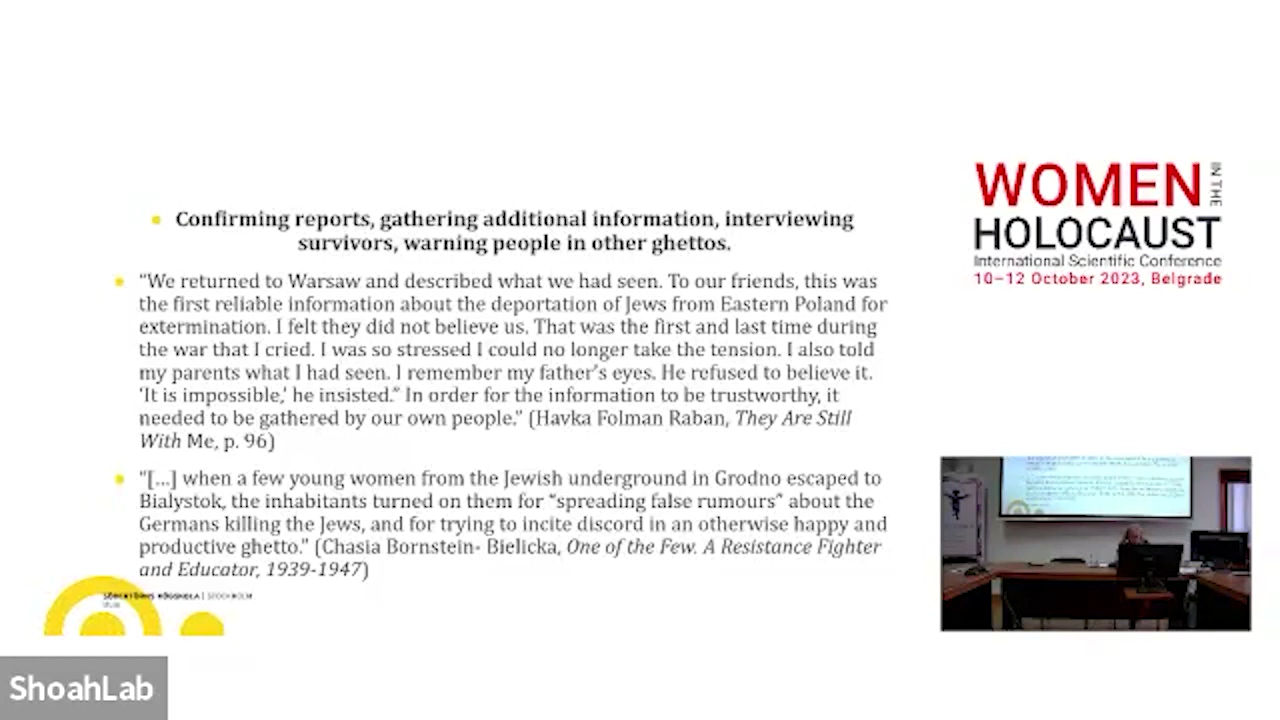 Confirming reports, gathering additional information, interviewing
survivors, warning people in other ghettos.
“We returned to Warsaw and described what we had seen. To our friends, this was
the first reliable information about the deportation of Jews from Eastern Poland for
extermination. I felt they did not believe us. That was the first and last time during
the war that I cried. I was so stressed I could no longer take the tension. I also told
my parents what I had seen. I remember my father’s eyes. He refused to believe it.
‘It is impossible,’ he insisted.” In order for the information to be trustworthy, it
needed to be gathered by our own people.” (Havka Folman Raban, They Are Still
With Me, p. 96)
“[...] when a few young women from the Jewish underground in Grodno escaped to
Bialystok, the inhabitants turned on them for “spreading false rumours” about the
Germans killing the Jews, and for trying to incite discord in an otherwise happy and
productive ghetto.” (Chasia Bornstein- Bielicka, One of the Few. A Resistance Fighter
and Educator, 1939-1947)
SÖDERTÖRNS HÖGSKOLA | STOCKHOLM
WOMEN IN THE
HOLOCAUST
International Scientific Conference
10–12 October 2023, Belgrade
ShoahLab